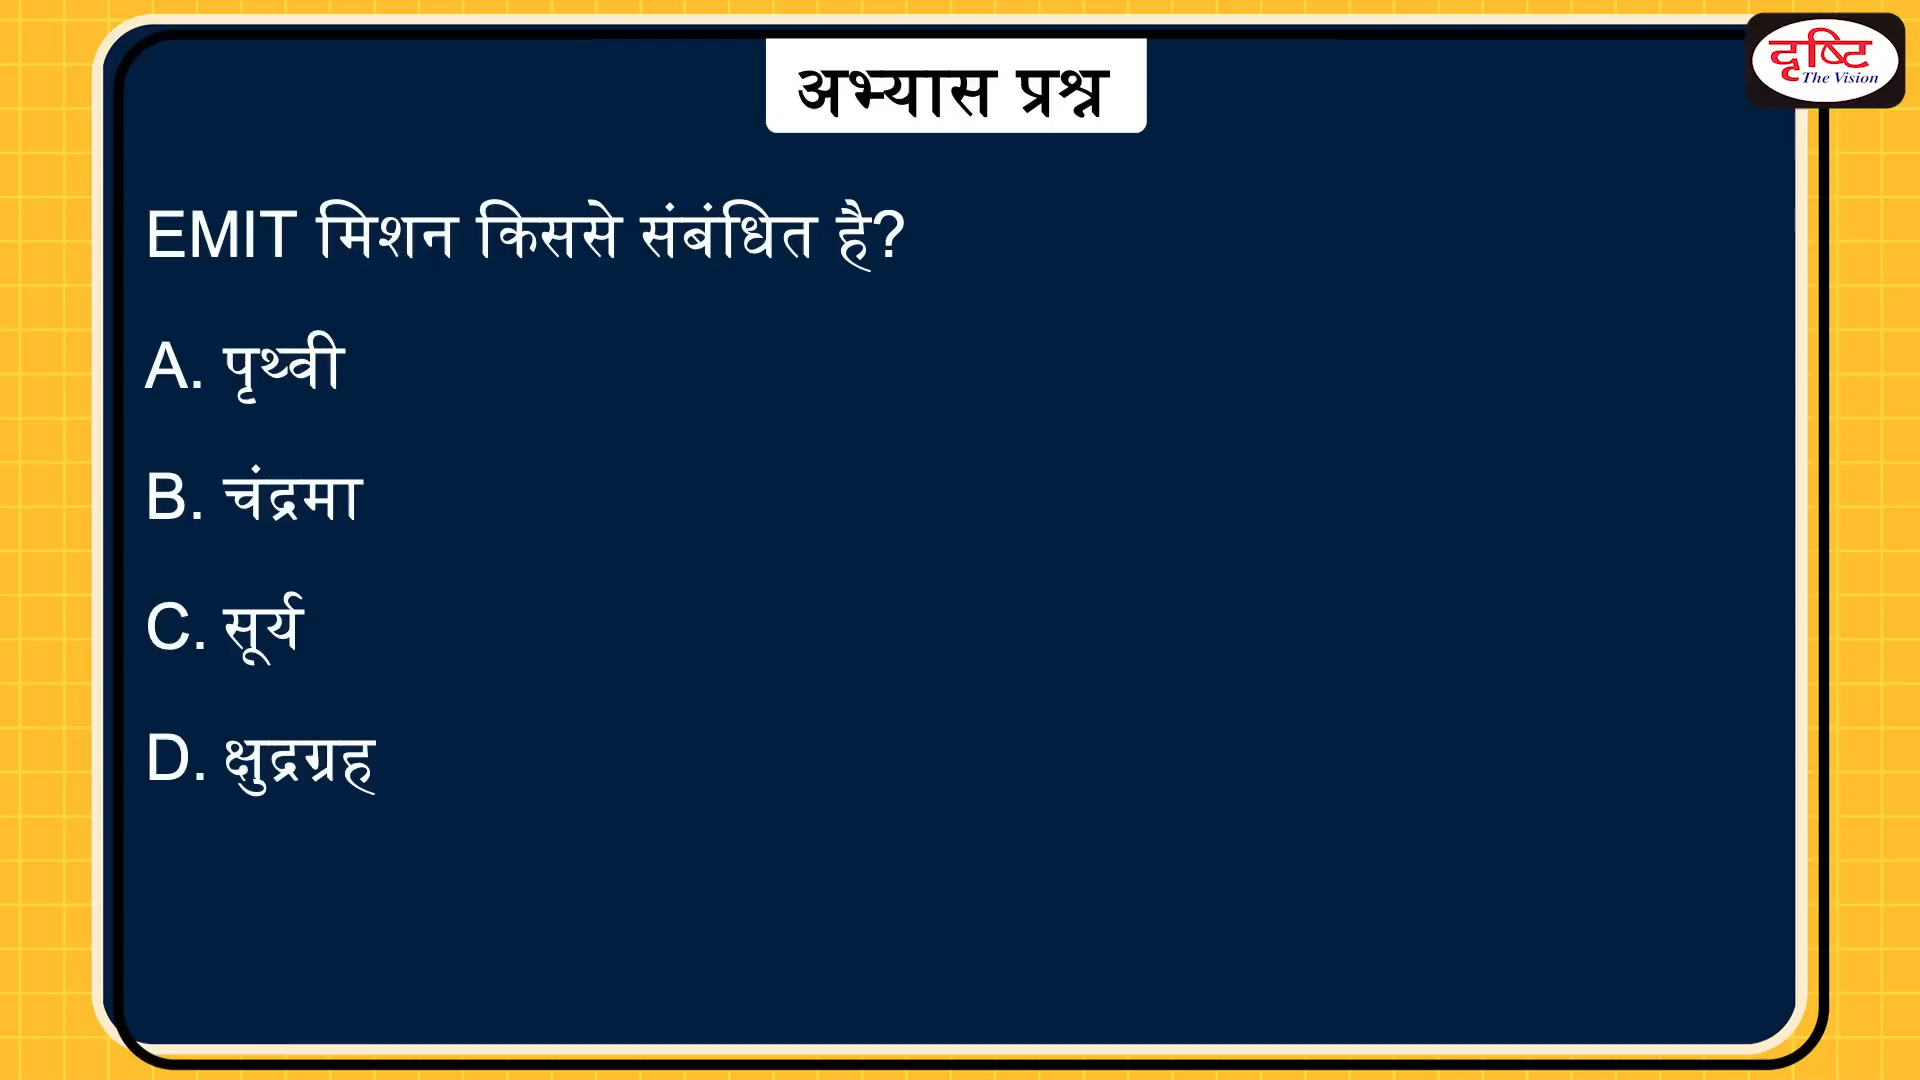 दृष्टि
The Vision
अभ्यास प्रश्न
EMIT मिशन किससे संबंधित है?
A. पृथ्वी
B. चंद्रमा
C. सूर्य
D. क्षुद्रग्रह